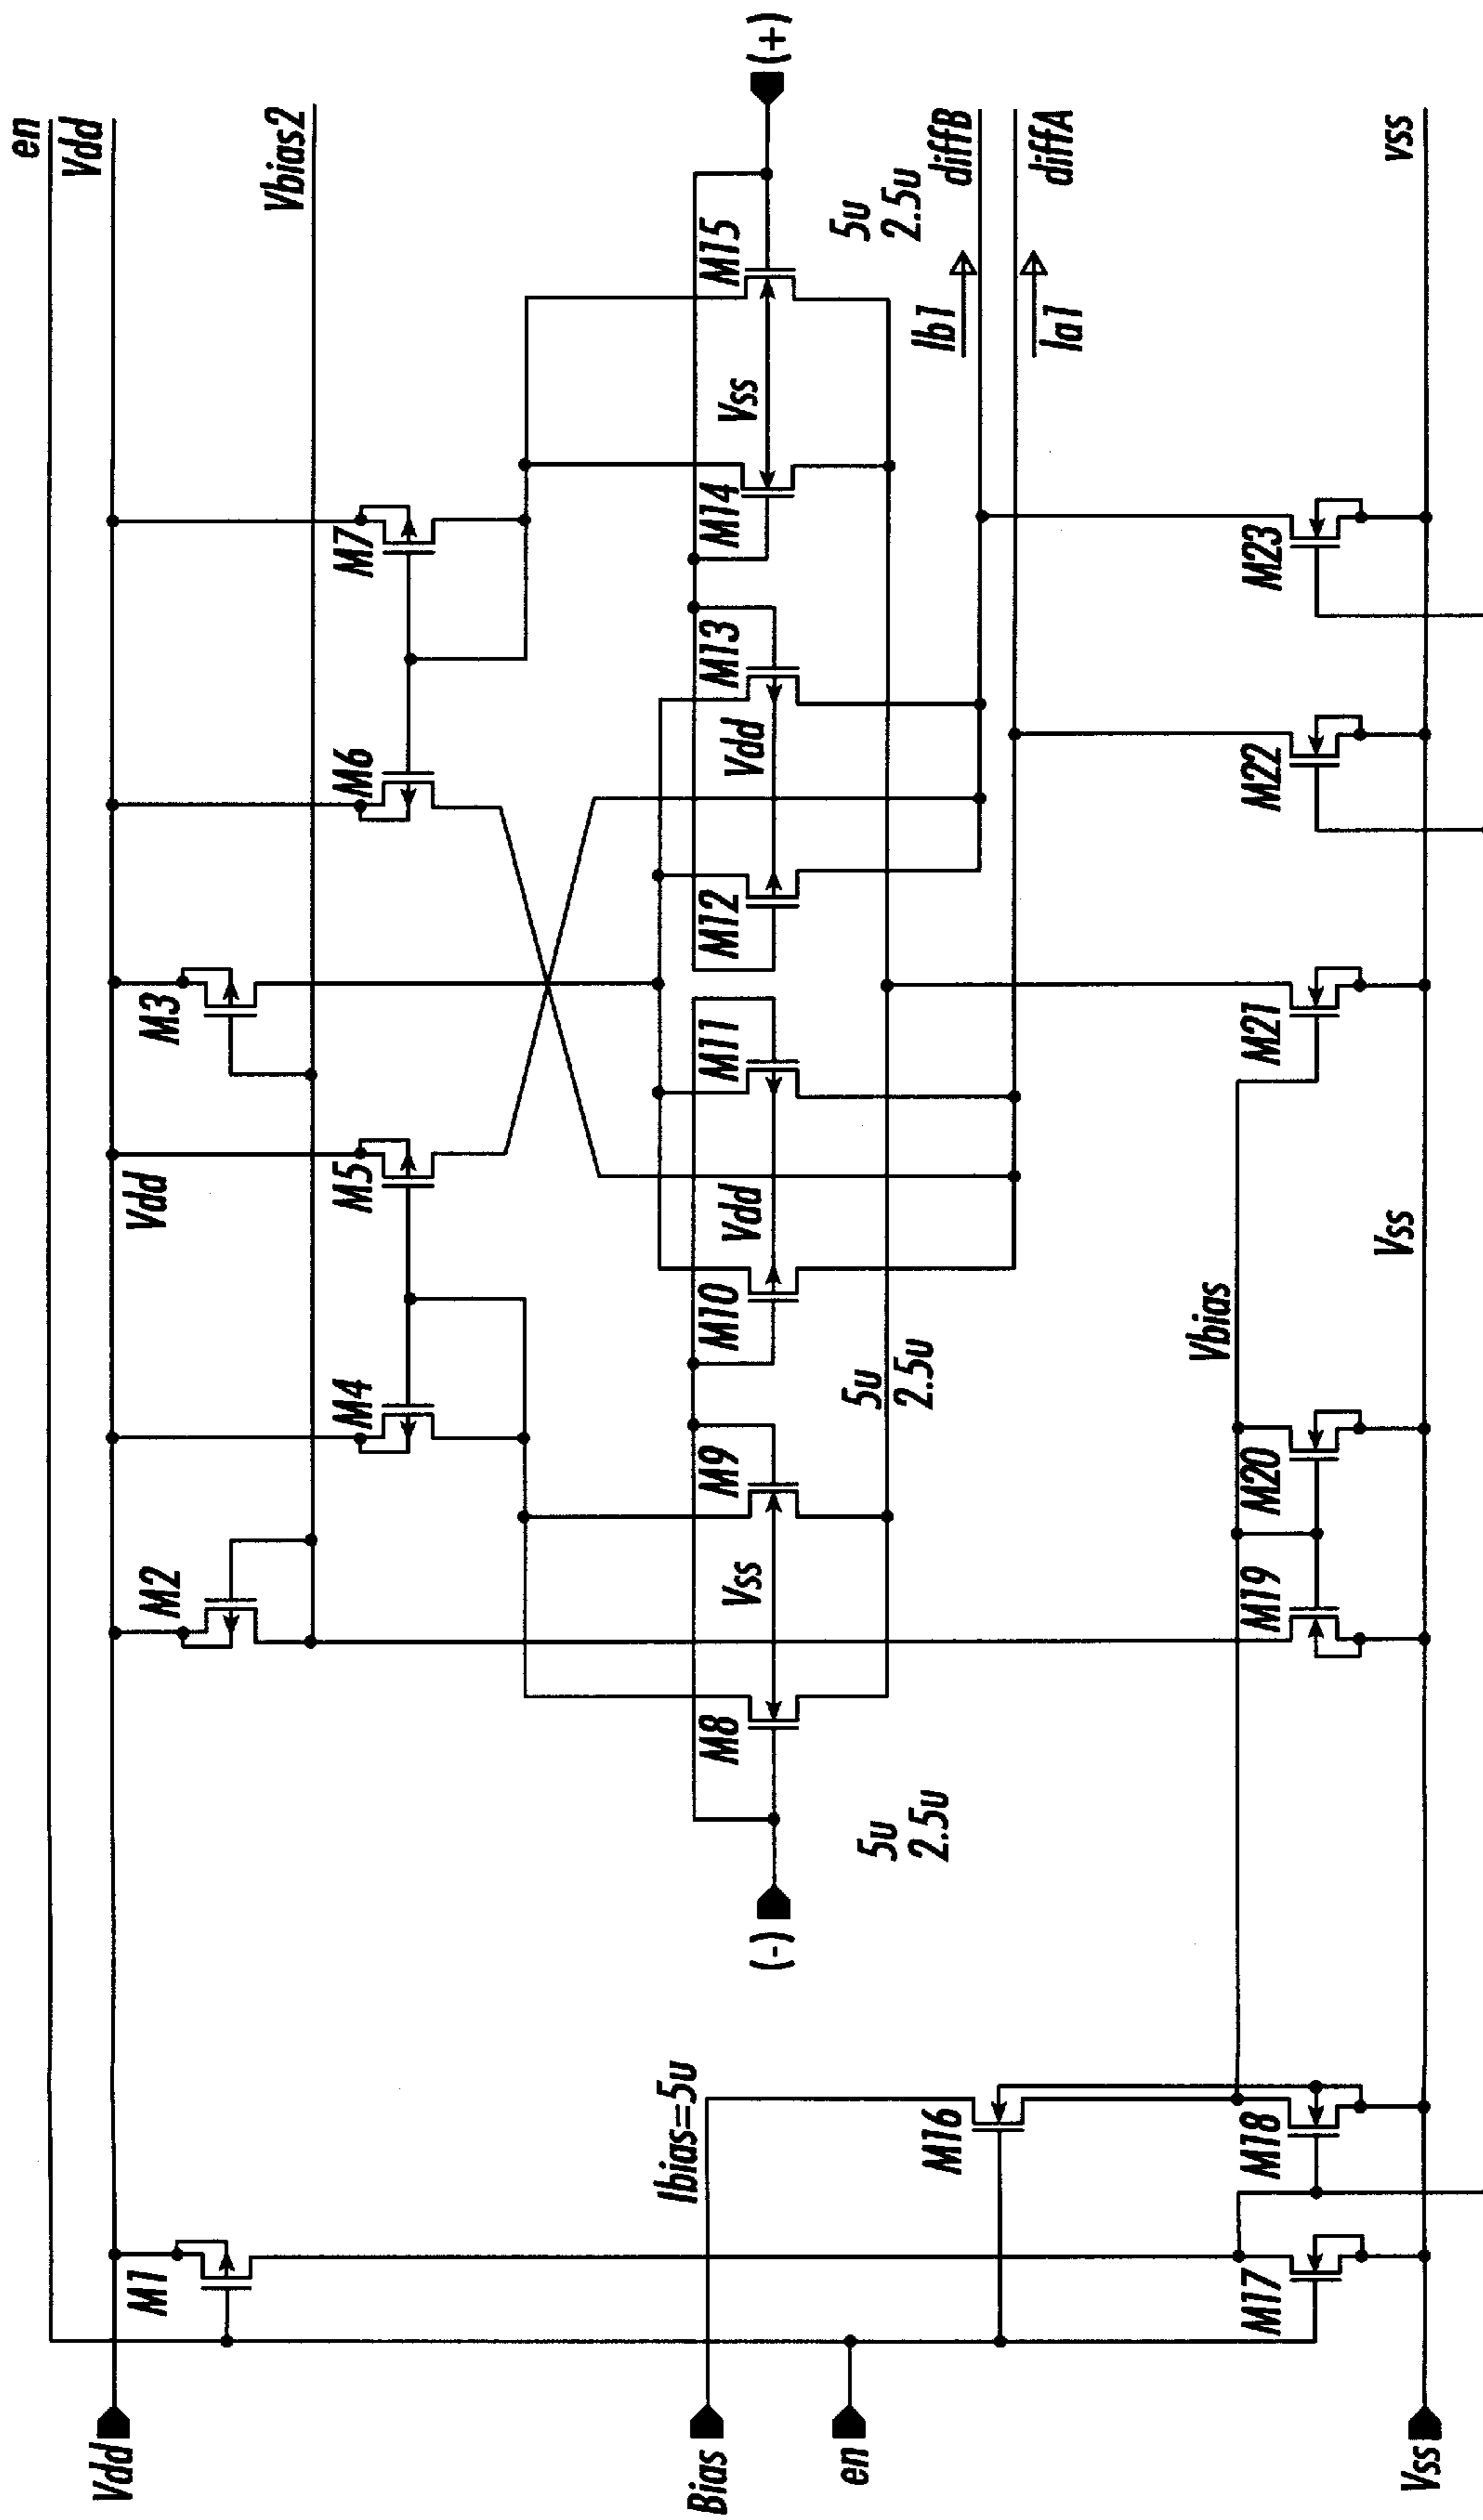 en
Vdd
Vbias2
M1
M2
Vdd
M3
M4
M5
M6
M7
Vdd
Bias
Ibias=5u
(-)
M8
Vss
M9
M10
Vdd
M11
M12
Vdd
M13
M14
Vss
M15
(+)
5u
2.5u
5u
2.5u
5u
2.5u
en
Ib1
diffB
Ia1
diffA
M16
Vbias
M17
M18
M19
M20
M21
M22
M23
Vss
Vss
vss